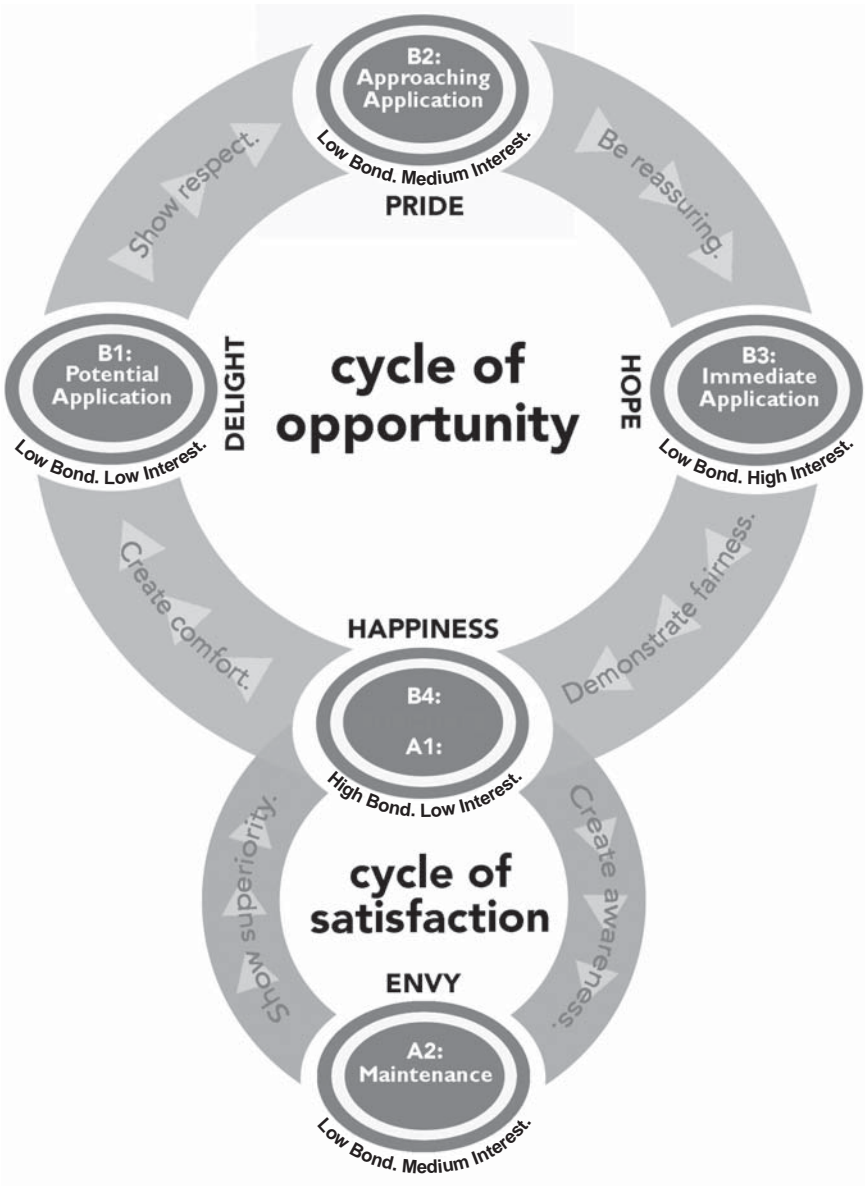 B2:
Approaching
Application
Low Bond. Medium Interest.
PRIDE
Show respect.
Be reassuring.
B1:
Potential
Application
Low Bond. Low Interest.
DELIGHT
cycle of
opportunity
HOPE
B3:
Immediate
Application
Low Bond. High Interest.
Create comfort.
Demonstrate fairness.
HAPPINESS
B4:
A1:
High Bond. Low Interest.
Show superiority.
Create awareness.
cycle of
satisfaction
ENVY
A2:
Maintenance
Low Bond. Medium Interest.